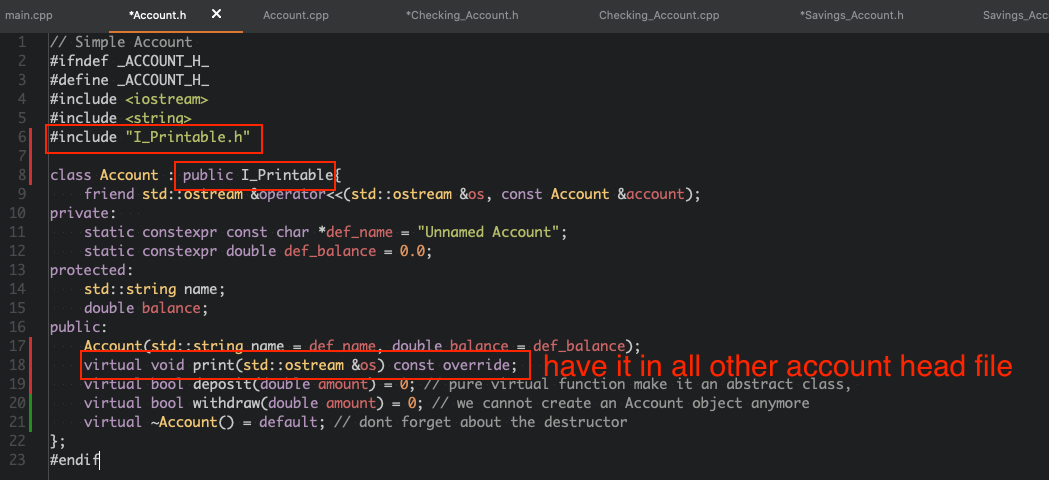 main.cpp *Account.h X Account.cpp *Checking_Account.h Checking_Account.cpp *Savings_Account.h Savings_Acc
1 // Simple Account
2 #ifndef _ACCOUNT_H_
3 #define _ACCOUNT_H_
4 #include <iostream>
5 #include <string>
6 #include "I_Printable.h"
7
8 class Account : public I_Printable{
9 friend std::ostream &operator<<(std::ostream &os, const Account &account);
10 private:
11 static constexpr const char *def_name = "Unnamed Account";
12 static constexpr double def_balance = 0.0;
13 protected:
14 std::string name;
15 double balance;
16 public:
17 Account(std::string name = def_name, double balance = def_balance);
18 virtual void print(std::ostream &os) const override; have it in all other account head file
19 virtual bool deposit(double amount) = 0; // pure virtual function make it an abstract class,
20 virtual bool withdraw(double amount) = 0; // we cannot create an Account object anymore
21 virtual ~Account() = default; // dont forget about the destructor
22 };
23 #endif